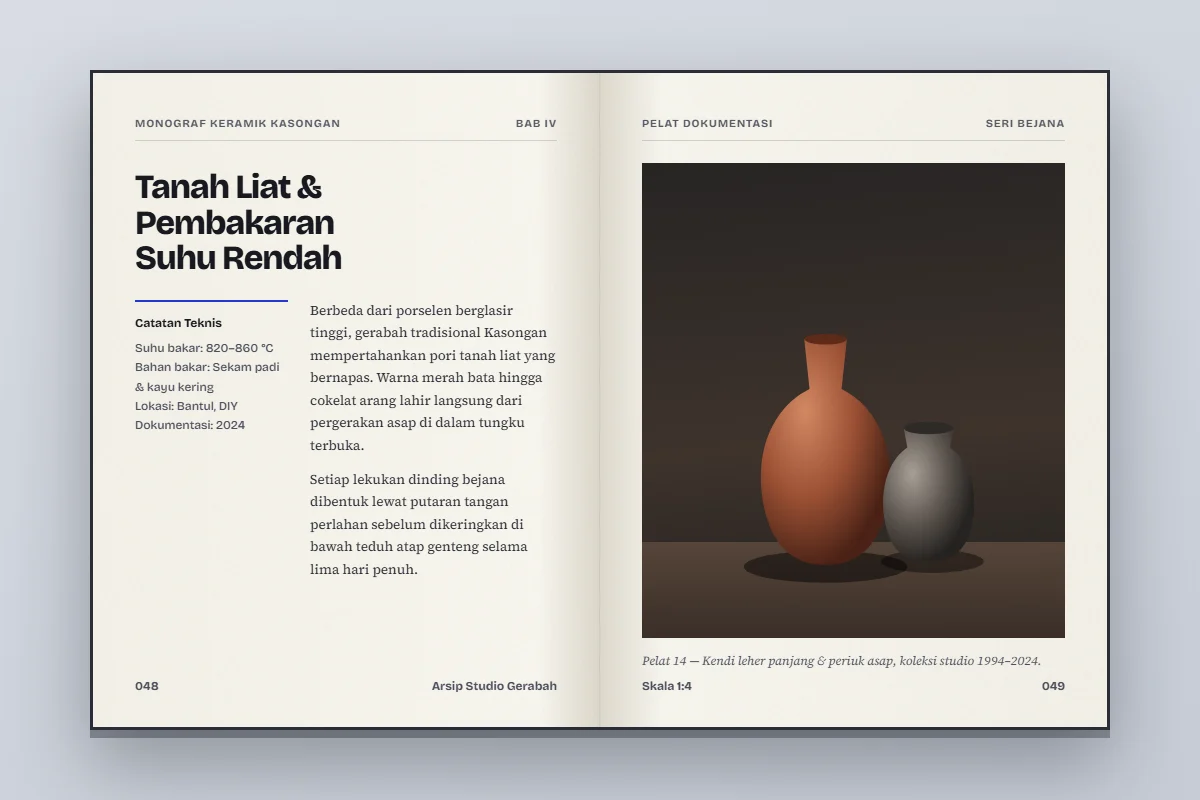 MONOGRAF KERAMIK KASONGAN
BAB IV
Tanah Liat &
Pembakaran
Suhu Rendah
Catatan Teknis
Suhu bakar: 820–860 °C
Bahan bakar: Sekam padi
& kayu kering
Lokasi: Bantul, DIY
Dokumentasi: 2024
Berbeda dari porselen berglasir
tinggi, gerabah tradisional Kasongan
mempertahankan pori tanah liat yang
bernapas. Warna merah bata hingga
cokelat arang lahir langsung dari
pergerakan asap di dalam tungku
terbuka.
Setiap lekukan dinding bejana
dibentuk lewat putaran tangan
perlahan sebelum dikeringkan di
bawah teduh atap genteng selama
lima hari penuh.
048
Arsip Studio Gerabah
PELAT DOKUMENTASI
SERI BEJANA
Pelat 14 — Kendi leher panjang & periuk asap, koleksi studio 1994–2024.
Skala 1:4
049